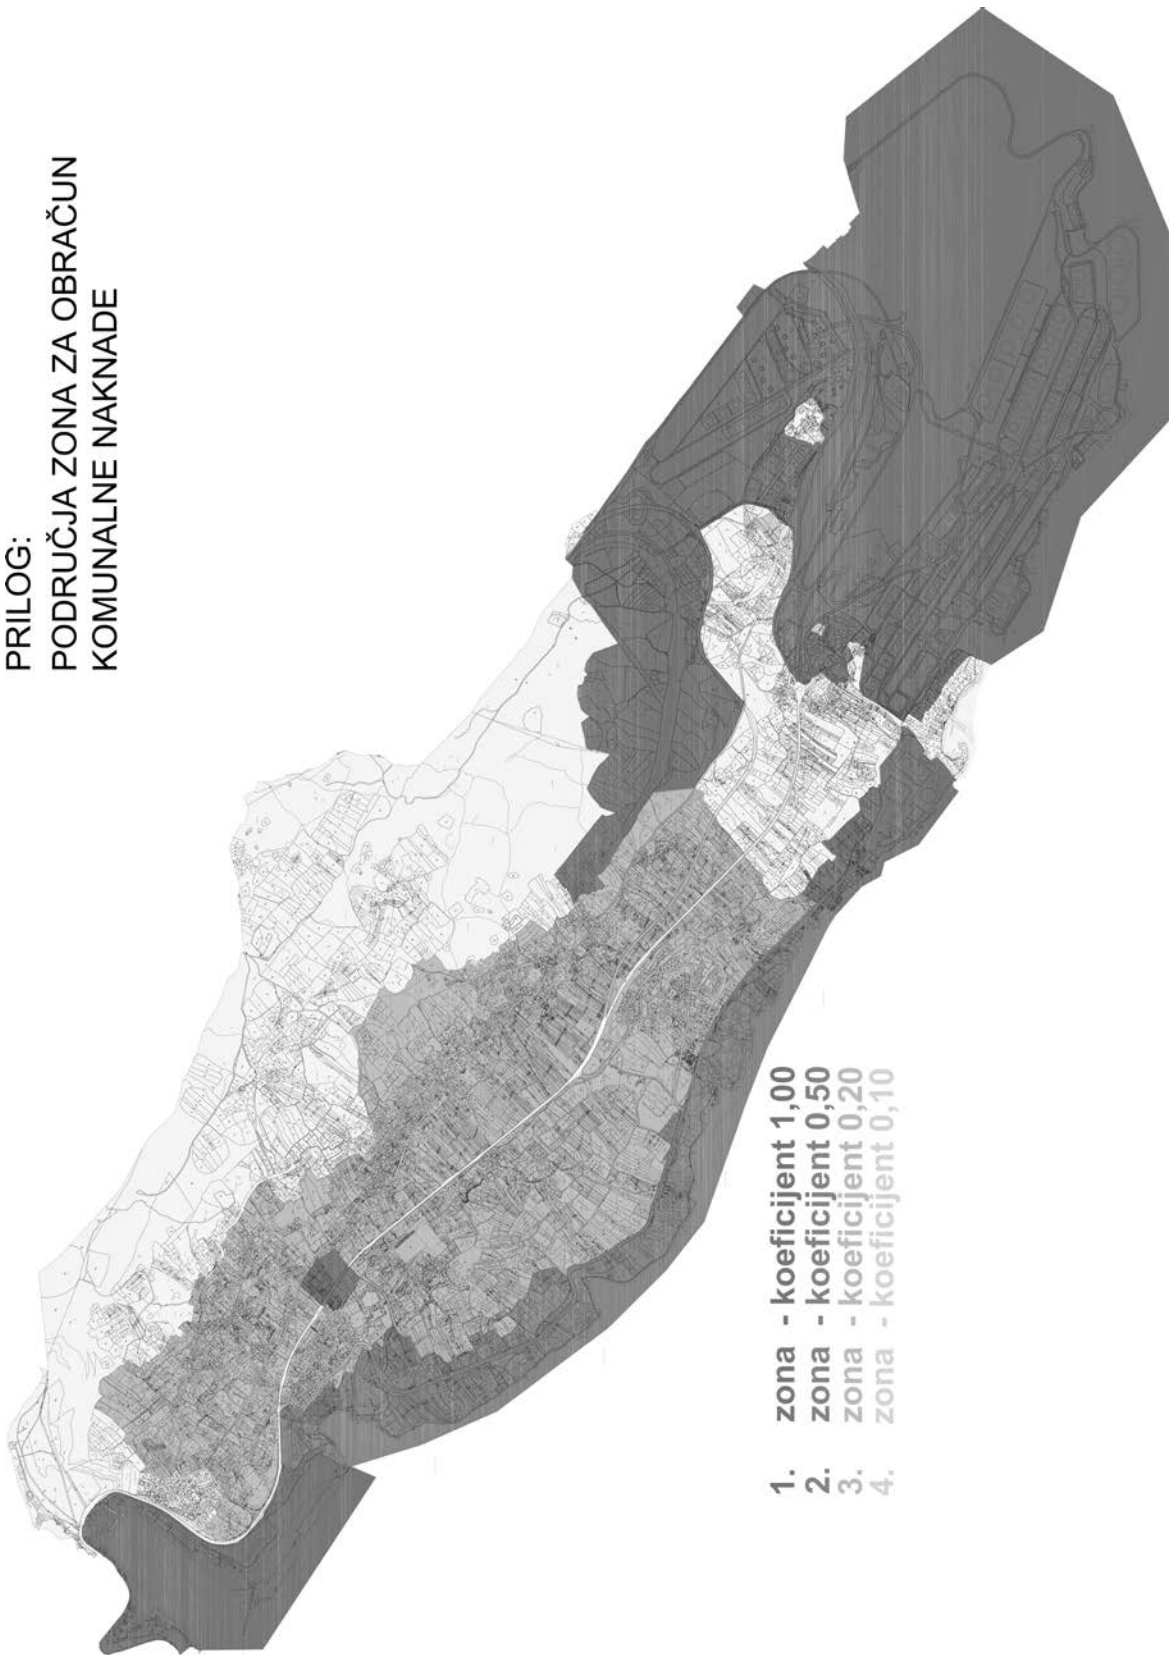 PRILOG:
PODRUČJA ZONA ZA OBRAČUN
KOMUNALNE NAKNADE
1. zona - koeficijent 1,00
2. zona - koeficijent 0,50
3. zona - koeficijent 0,20
4. zona - koeficijent 0,10